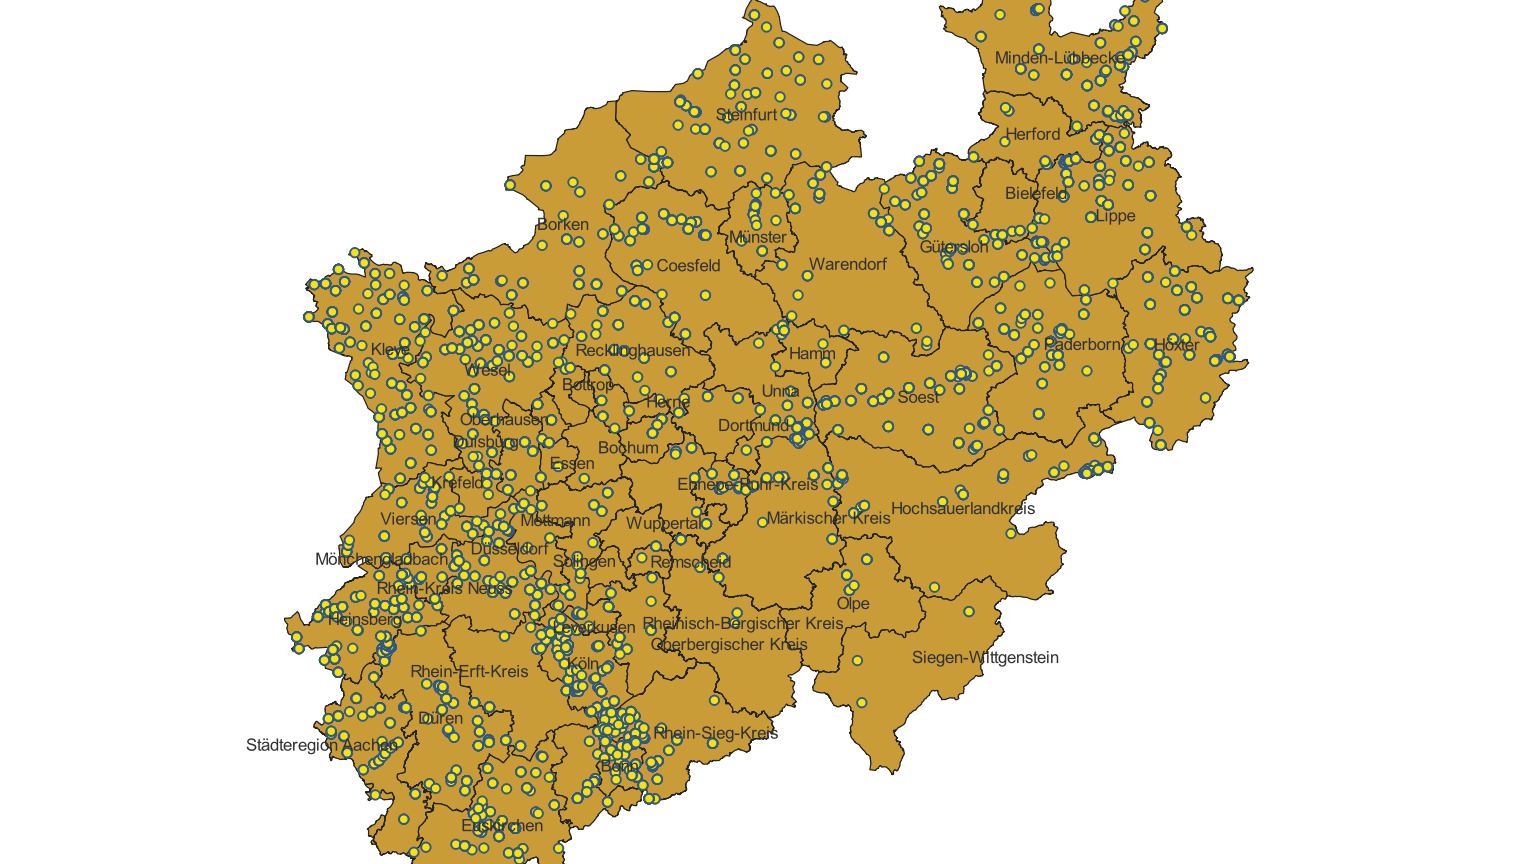 Minden-Lübbecke
Steinfurt
Herford
Bielefeld
Lippe
Borken
Münster
Gütersloh
Coesfeld
Warendorf
Kleve
Recklinghausen
Hamm
Paderborn
Höxter
Wesel
Bottrop
Unna
Soest
Herne
Oberhausen
Dortmund
Duisburg
Bochum
Essen
Krefeld
Ennepe-Ruhr-Kreis
Hochsauerlandkreis
Viersen
Mettmann
Wuppertal
Märkischer Kreis
Düsseldorf
Mönchengladbach
Solingen
Remscheid
Rhein-Kreis Neuss
Olpe
Heinsberg
Leverkusen
Rheinisch-Bergischer Kreis
Oberbergischer Kreis
Köln
Siegen-Wittgenstein
Rhein-Erft-Kreis
Düren
Rhein-Sieg-Kreis
Städteregion Aachen
Bonn
Euskirchen